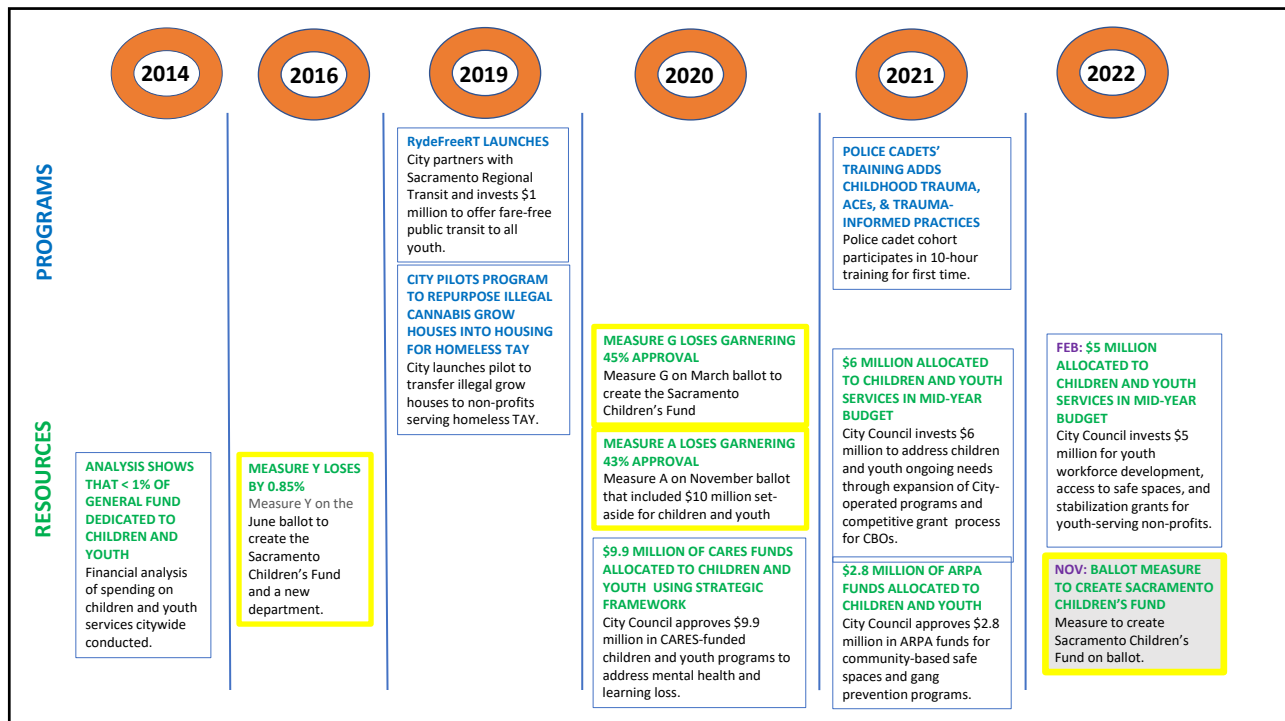 2014
2016
2019
2020
2021
2022
PROGRAMS
RESOURCES
ANALYSIS SHOWS
THAT < 1% OF
GENERAL FUND
DEDICATED TO
CHILDREN AND
YOUTH
Financial analysis
of spending on
children and youth
services citywide
conducted.
MEASURE Y LOSES
BY 0.85%
Measure Y on the
June ballot to
create the
Sacramento
Children's Fund
and a new
department.
RydeFreeRT LAUNCHES
City partners with
Sacramento Regional
Transit and invests $1
million to offer fare-free
public transit to all
youth.
CITY PILOTS PROGRAM
TO REPURPOSE ILLEGAL
CANNABIS GROW
HOUSES INTO HOUSING
FOR HOMELESS TAY
City launches pilot to
transfer illegal grow
houses to non-profits
serving homeless TAY.
MEASURE G LOSES GARNERING
45% APPROVAL
Measure G on March ballot to
create the Sacramento
Children's Fund
MEASURE A LOSES GARNERING
43% APPROVAL
Measure A on November ballot
that included $10 million set-
aside for children and youth
$9.9 MILLION OF CARES FUNDS
ALLOCATED TO CHILDREN AND
YOUTH USING STRATEGIC
FRAMEWORK
City Council approves $9.9
million in CARES-funded
children and youth programs to
address mental health and
learning loss.
POLICE CADETS'
TRAINING ADDS
CHILDHOOD TRAUMA,
ACEs, & TRAUMA-
INFORMED PRACTICES
Police cadet cohort
participates in 10-hour
training for first time.
$6 MILLION ALLOCATED
TO CHILDREN AND YOUTH
SERVICES IN MID-YEAR
BUDGET
City Council invests $6
million to address children
and youth ongoing needs
through expansion of City-
operated programs and
competitive grant process
for CBOs.
$2.8 MILLION OF ARPA
FUNDS ALLOCATED TO
CHILDREN AND YOUTH
City Council approves $2.8
million in ARPA funds for
community-based safe
spaces and gang
prevention programs.
FEB: $5 MILLION
ALLOCATED TO
CHILDREN AND YOUTH
SERVICES IN MID-YEAR
BUDGET
City Council invests $5
million for youth
workforce development,
access to safe spaces, and
stabilization grants for
youth-serving non-profits.
NOV: BALLOT MEASURE
TO CREATE SACRAMENTO
CHILDREN'S FUND
Measure to create
Sacramento Children's
Fund on ballot.